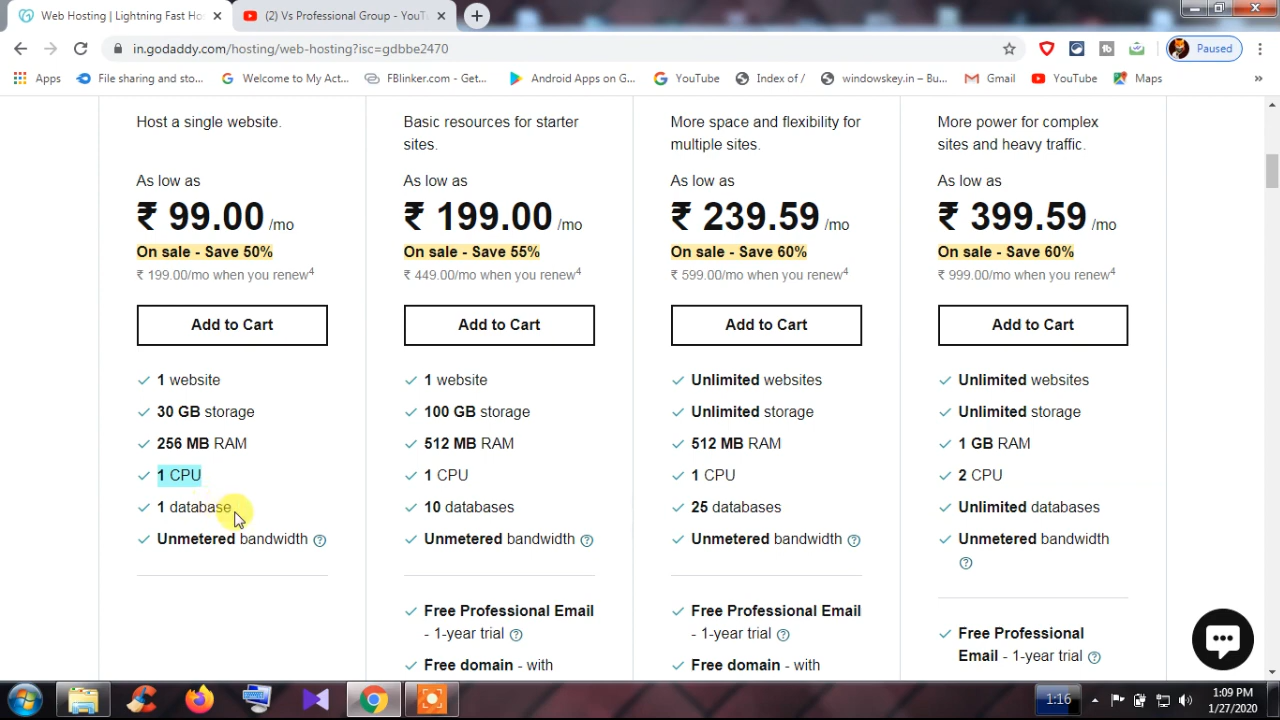 Web Hosting | Lightning Fast Ho
(2) Vs Professional Group - YouT
in.godaddy.com/hosting/web-hosting?isc=gdbbe2470
Paused
Apps
File sharing and sto...
Welcome to My Act...
FBlinker.com - Get...
Android Apps on G...
YouTube
Index of /
windowskey.in – Bu...
Gmail
YouTube
Maps
»
Host a single website.
As low as
₹ 99.00 /mo
On sale - Save 50%
₹ 199.00/mo when you renew4
Add to Cart
1 website
30 GB storage
256 MB RAM
1 CPU
1 database
Unmetered bandwidth ?
Basic resources for starter
sites.
As low as
₹ 199.00 /mo
On sale - Save 55%
₹ 449.00/mo when you renew4
Add to Cart
1 website
100 GB storage
512 MB RAM
1 CPU
10 databases
Unmetered bandwidth ?
Free Professional Email
- 1-year trial ?
Free domain - with
More space and flexibility for
multiple sites.
As low as
₹ 239.59 /mo
On sale - Save 60%
₹ 599.00/mo when you renew4
Add to Cart
Unlimited websites
Unlimited storage
512 MB RAM
1 CPU
25 databases
Unmetered bandwidth ?
Free Professional Email
- 1-year trial ?
Free domain - with
More power for complex
sites and heavy traffic.
As low as
₹ 399.59 /mo
On sale - Save 60%
₹ 999.00/mo when you renew4
Add to Cart
Unlimited websites
Unlimited storage
1 GB RAM
2 CPU
Unlimited databases
Unmetered bandwidth
?
Free Professional
Email - 1-year trial ?
1:16
1:09 PM
1/27/2020